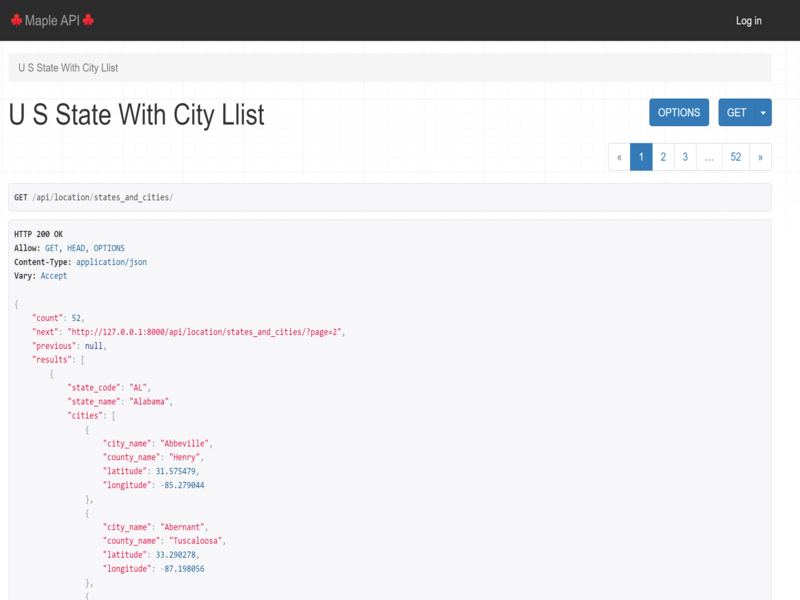 Maple API
Log in
U S State With City Llist
U S State With City Llist
OPTIONS
GET
« 1 2 3 … 52 »
GET /api/location/states_and_cities/
HTTP 200 OK
Allow: GET, HEAD, OPTIONS
Content-Type: application/json
Vary: Accept
{
"count": 52,
"next": "http://127.0.0.1:8000/api/location/states_and_cities/?page=2",
"previous": null,
"results": [
{
"state_code": "AL",
"state_name": "Alabama",
"cities": [
{
"city_name": "Abbeville",
"county_name": "Henry",
"latitude": 31.575479,
"longitude": -85.279044
},
{
"city_name": "Abernant",
"county_name": "Tuscaloosa",
"latitude": 33.290278,
"longitude": -87.198056
},
{